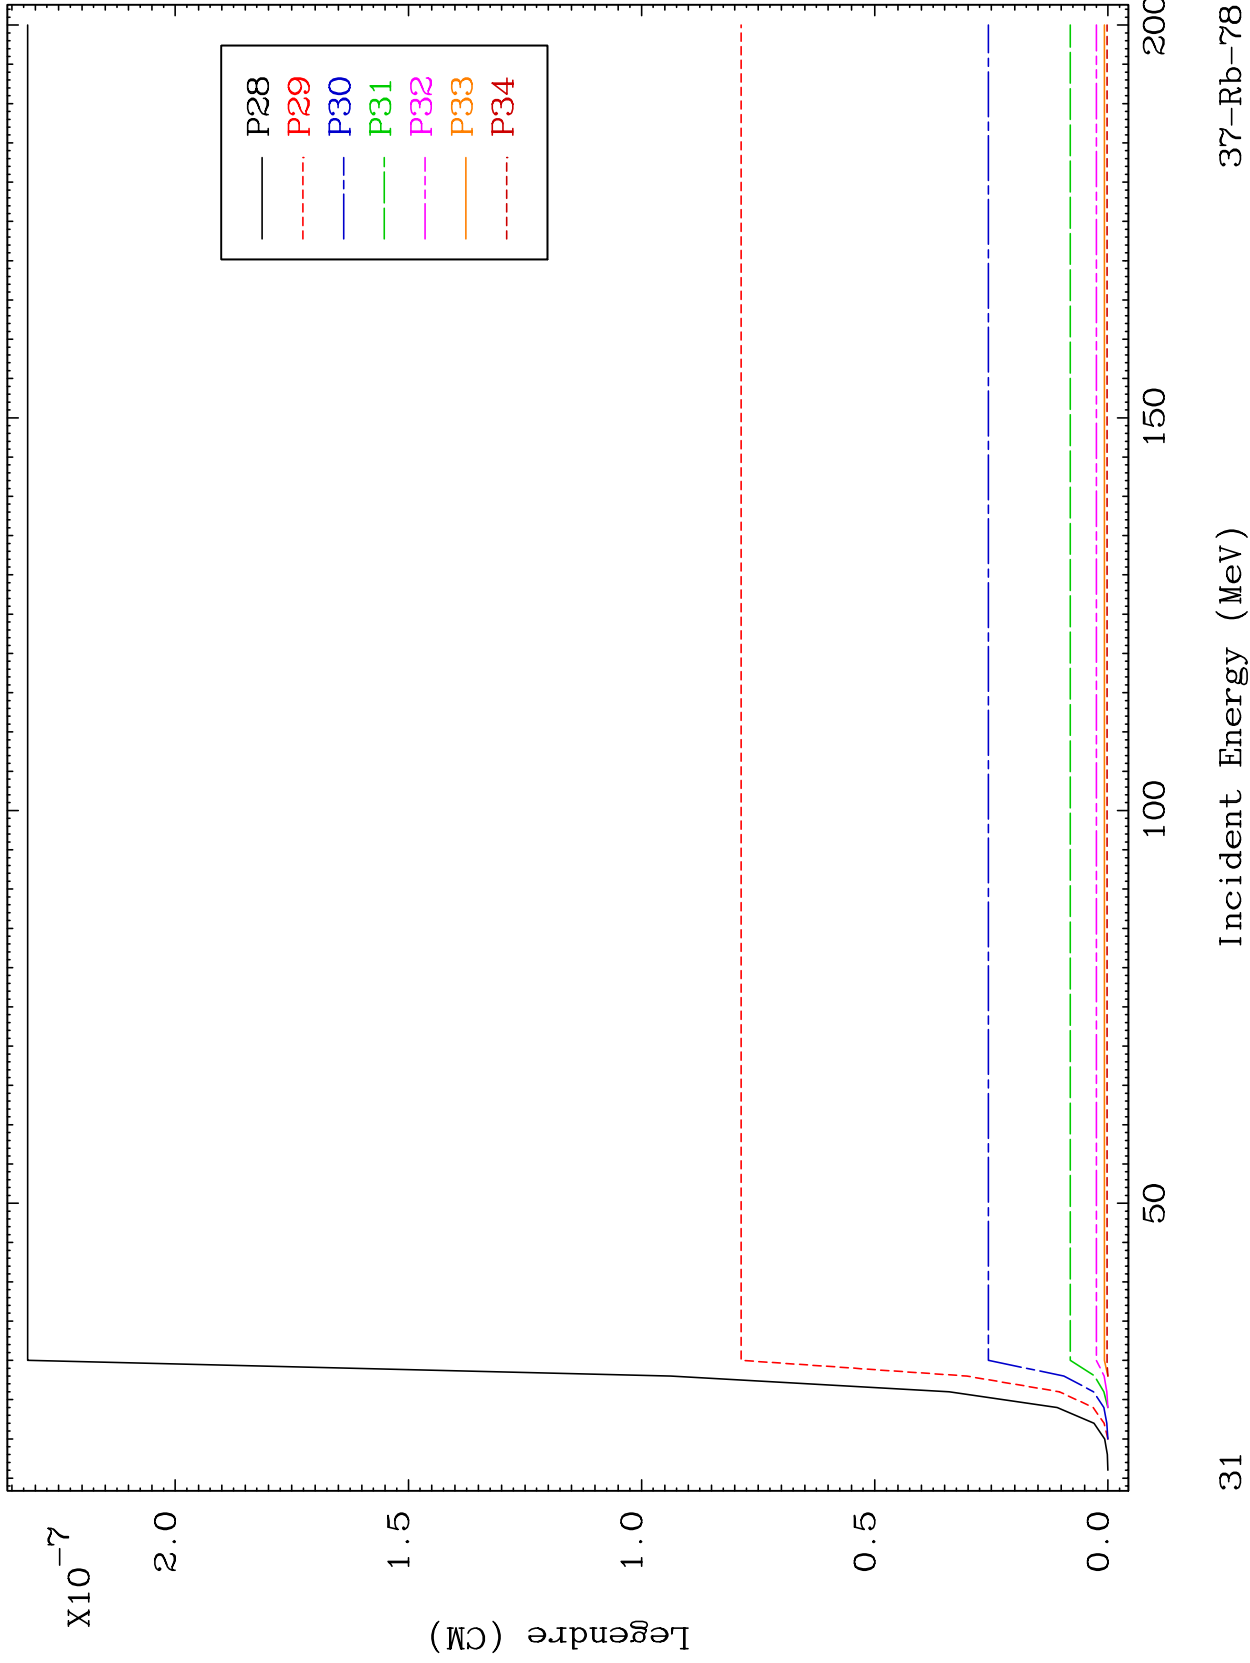 X10-7
2.0
1.5
1.0
0.5
0.0
Legendre (CM)
P28
P29
P30
P31
P32
P33
P34
50
100
150
200
Incident Energy (MeV)
31
37-Rb-78